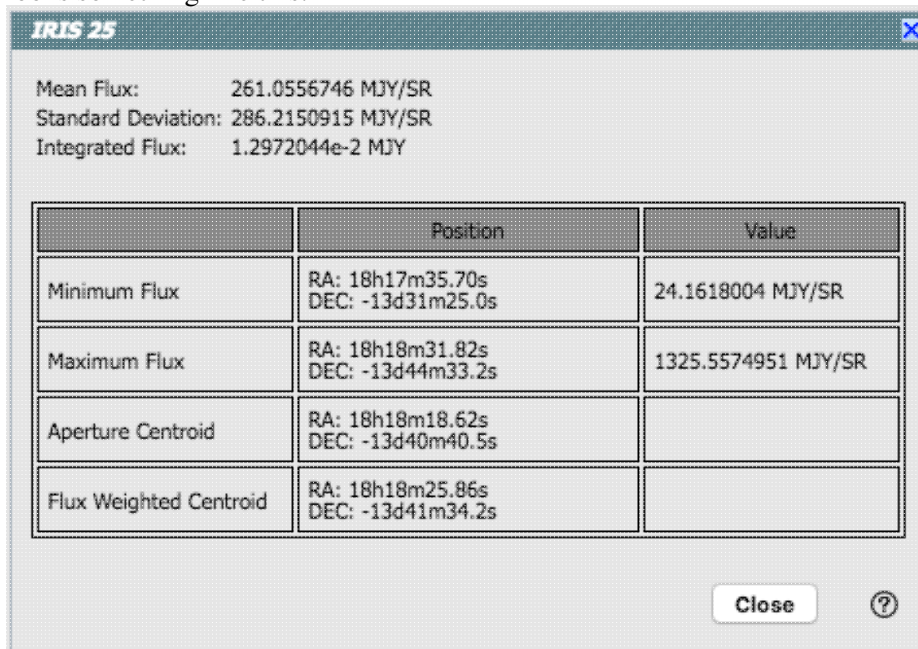 IRIS 25
Mean Flux: 261.0556746 MJY/SR
Standard Deviation: 286.2150915 MJY/SR
Integrated Flux: 1.2972044e-2 MJY
Position Value
Minimum Flux RA: 18h17m35.70s
DEC: -13d31m25.0s 24.1618004 MJY/SR
Maximum Flux RA: 18h18m31.82s
DEC: -13d44m33.2s 1325.5574951 MJY/SR
Aperture Centroid RA: 18h18m18.62s
DEC: -13d40m40.5s
Flux Weighted Centroid RA: 18h18m25.86s
DEC: -13d41m34.2s
Close ?